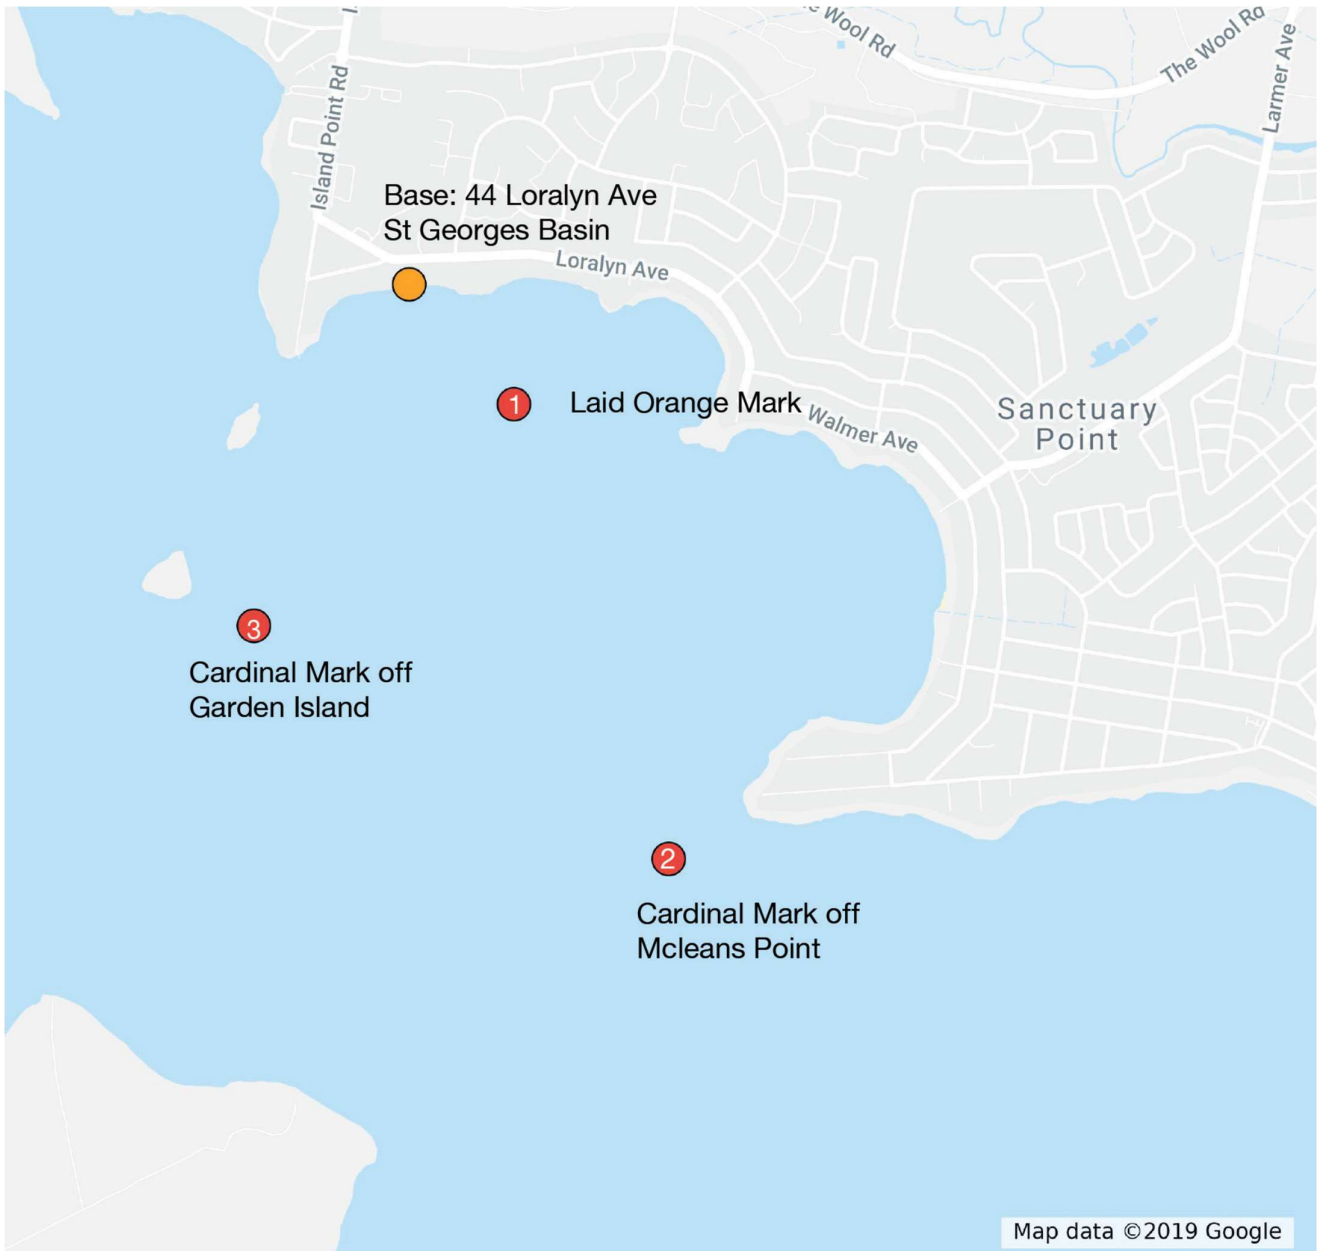 The Wool Rd
The Wool Rd
Larmer Ave
Island Point Rd
Base: 44 Loralyn Ave
St Georges Basin
Loralyn Ave
1
Laid Orange Mark
Walmer Ave
Sanctuary
Point
3
Cardinal Mark off
Garden Island
2
Cardinal Mark off
Mcleans Point
Map data ©2019 Google